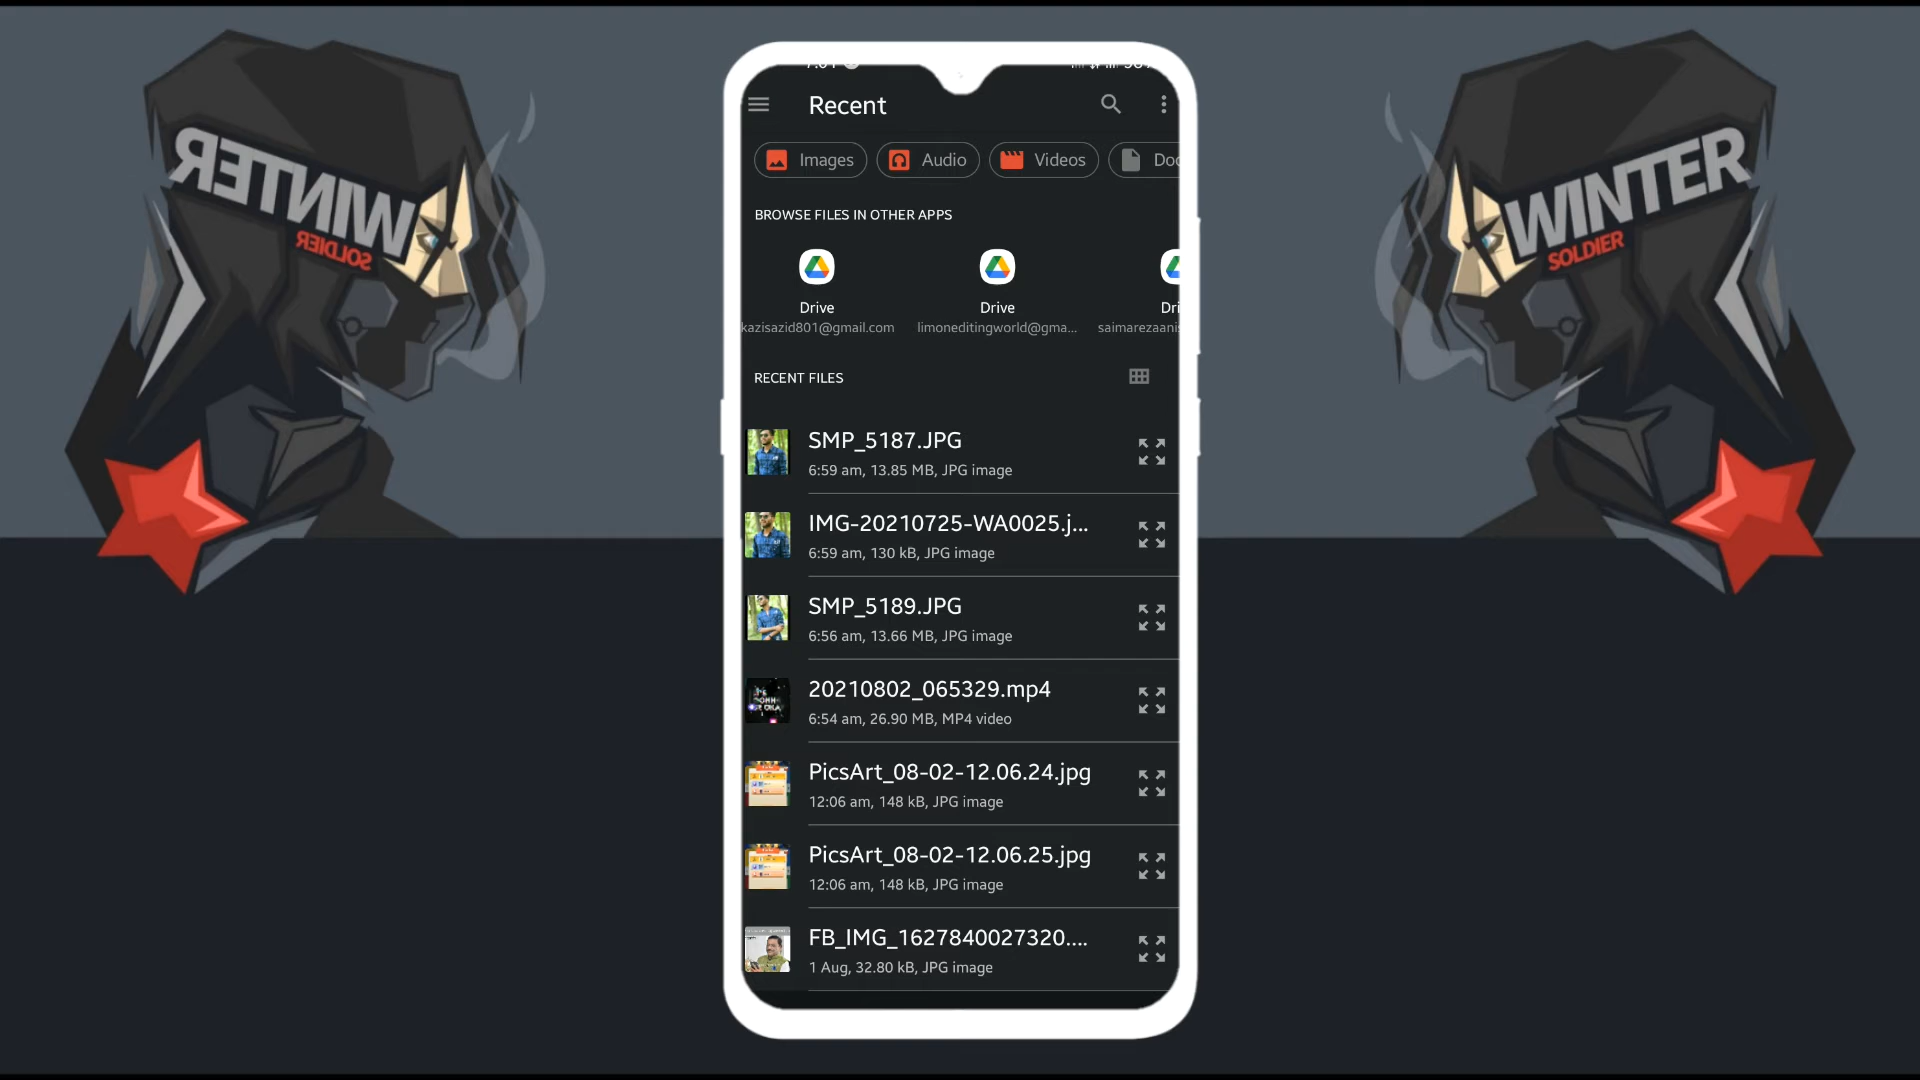 WINTER
SOLDIER
WINTER
SOLDIER
Recent
Images
Audio
Videos
BROWSE FILES IN OTHER APPS
Drive
Drive
kazisazid801@gmail.com
limoneditingworld@gma...
RECENT FILES
SMP_5187.JPG
6:59 am, 13.85 MB, JPG image
IMG-20210725-WA0025.j...
6:59 am, 130 kB, JPG image
SMP_5189.JPG
6:56 am, 13.66 MB, JPG image
20210802_065329.mp4
6:54 am, 26.90 MB, MP4 video
PicsArt_08-02-12.06.24.jpg
12:06 am, 148 kB, JPG image
PicsArt_08-02-12.06.25.jpg
12:06 am, 148 kB, JPG image
FB_IMG_1627840027320....
1 Aug, 32.80 kB, JPG image